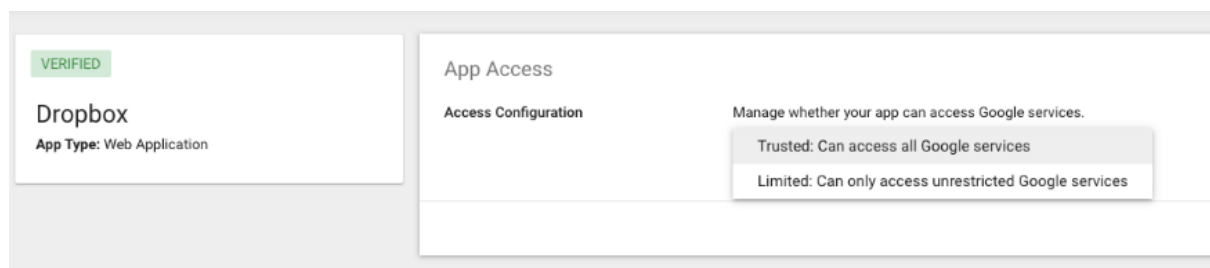 VERIFIED
Dropbox
App Type: Web Application
App Access
Access Configuration
Manage whether your app can access Google services.
Trusted: Can access all Google services
Limited: Can only access unrestricted Google services